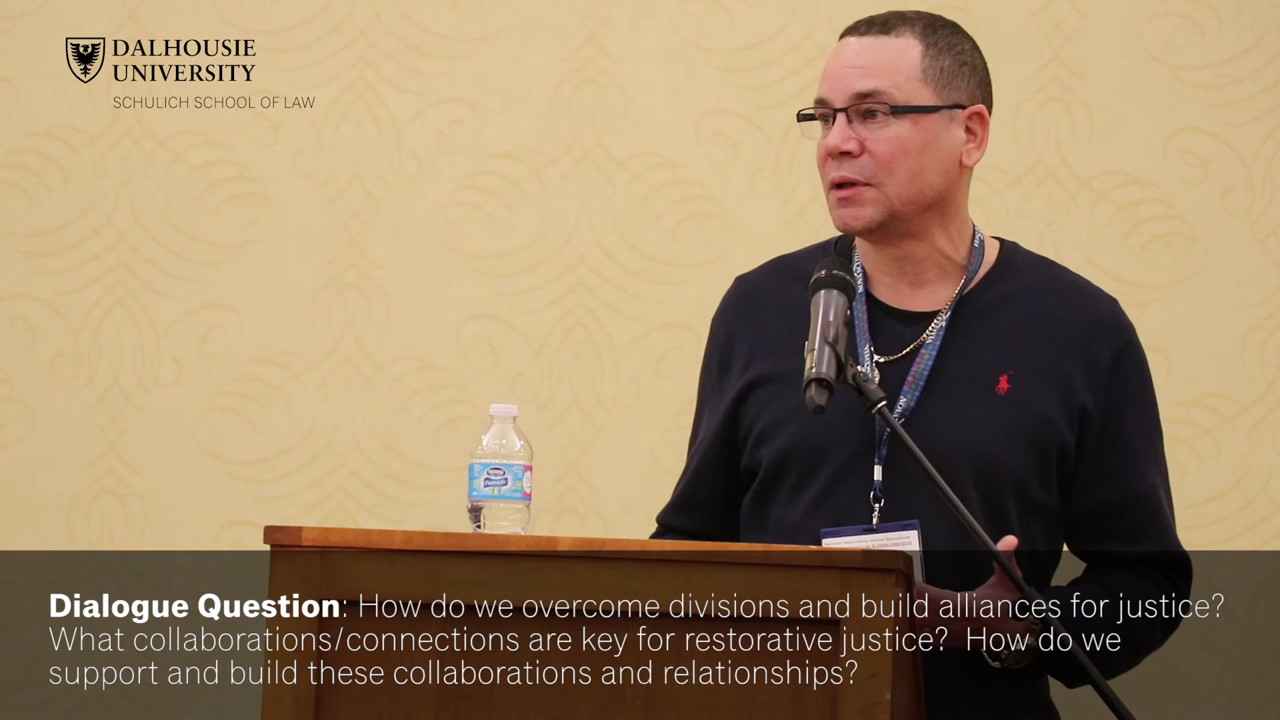 DALHOUSIE
UNIVERSITY
SCHULICH SCHOOL OF LAW
Dialogue Question: How do we overcome divisions and build alliances for justice?
What collaborations/connections are key for restorative justice? How do we
support and build these collaborations and relationships?